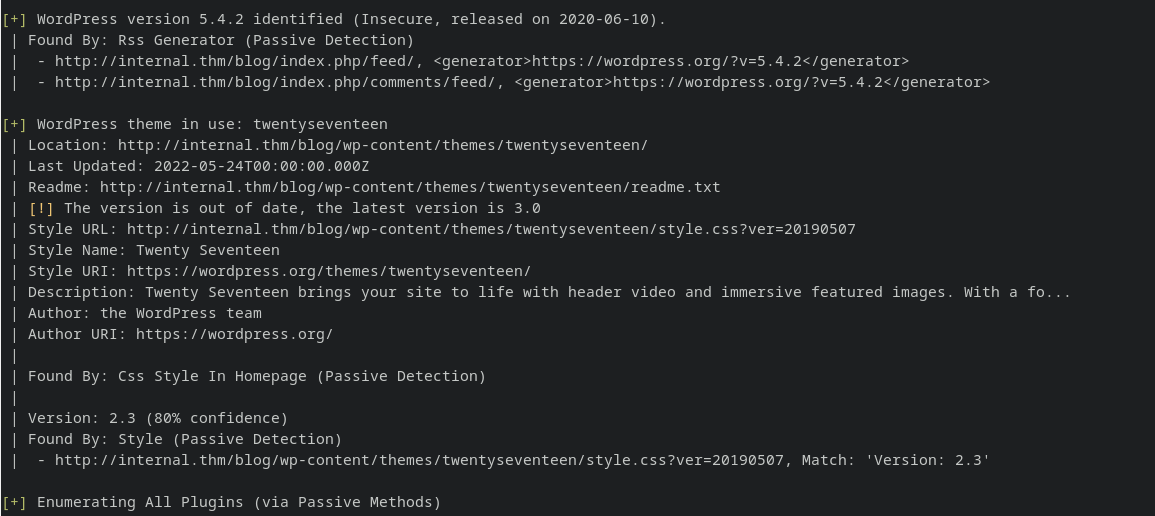 [+] WordPress version 5.4.2 identified (Insecure, released on 2020-06-10).
| Found By: Rss Generator (Passive Detection)
|  - http://internal.thm/blog/index.php/feed/, <generator>https://wordpress.org/?v=5.4.2</generator>
|  - http://internal.thm/blog/index.php/comments/feed/, <generator>https://wordpress.org/?v=5.4.2</generator>
[+] WordPress theme in use: twentyseventeen
| Location: http://internal.thm/blog/wp-content/themes/twentyseventeen/
| Last Updated: 2022-05-24T00:00:00.000Z
| Readme: http://internal.thm/blog/wp-content/themes/twentyseventeen/readme.txt
| [!] The version is out of date, the latest version is 3.0
| Style URL: http://internal.thm/blog/wp-content/themes/twentyseventeen/style.css?ver=20190507
| Style Name: Twenty Seventeen
| Style URI: https://wordpress.org/themes/twentyseventeen/
| Description: Twenty Seventeen brings your site to life with header video and immersive featured images. With a fo...
| Author: the WordPress team
| Author URI: https://wordpress.org/
|
| Found By: Css Style In Homepage (Passive Detection)
|
| Version: 2.3 (80% confidence)
| Found By: Style (Passive Detection)
|  - http://internal.thm/blog/wp-content/themes/twentyseventeen/style.css?ver=20190507, Match: 'Version: 2.3'
[+] Enumerating All Plugins (via Passive Methods)